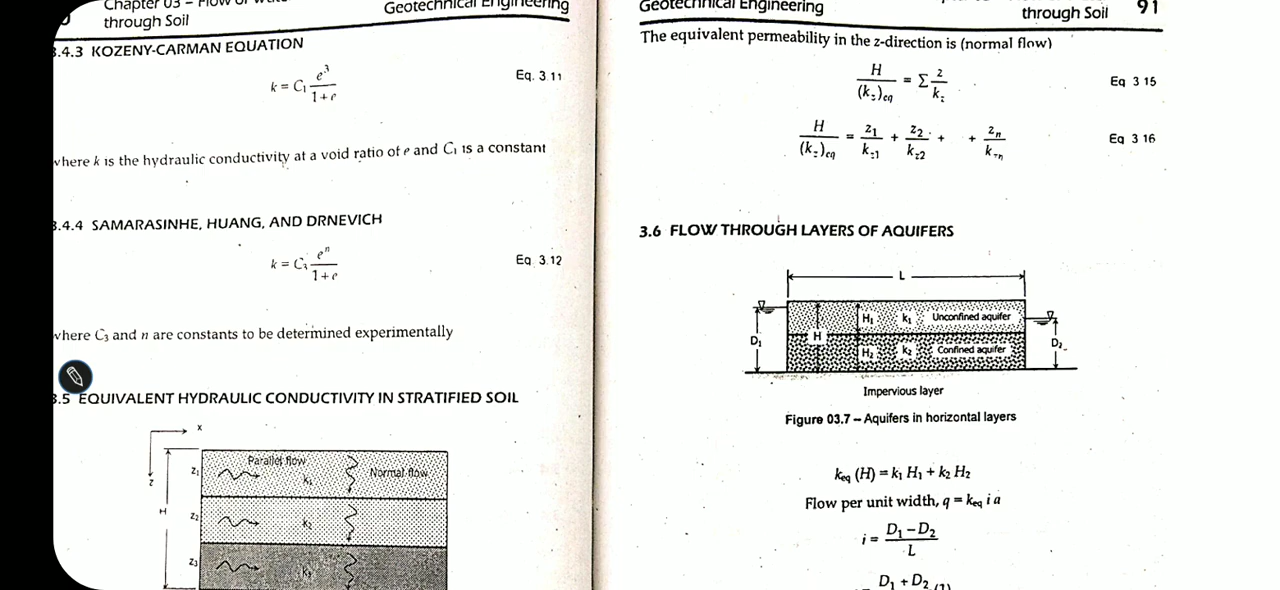 Chapter 03 – Flow of
through Soil
Geotechnical Engineering
3.4.3 KOZENY-CARMAN EQUATION
k = C₁ e³ / 1+e
Eq. 3.11
where k is the hydraulic conductivity at a void ratio of e and C₁ is a constant
3.4.4 SAMARASINHE, HUANG, AND DRNEVICH
k = C₃ eⁿ / 1+e
Eq. 3.12
where C₃ and n are constants to be determined experimentally
3.5 EQUIVALENT HYDRAULIC CONDUCTIVITY IN STRATIFIED SOIL
x
z
H
z₁
Parallel flow
k₁
Normal flow
z₂
k₂
z₃
k₃
Geotechnical Engineering
through Soil
91
The equivalent permeability in the z-direction is (normal flow)
H / (k_z)_eq = Σ z / k_z
Eq 3 15
H / (k_z)_eq = z₁ / k_z1 + z₂ / k_z2 + + z_n / k_zn
Eq 3 16
3.6 FLOW THROUGH LAYERS OF AQUIFERS
L
H₁ k₁ Unconfined aquifer
D₁ H D₂
H₂ k₂ Confined aquifer
Impervious layer
Figure 03.7 – Aquifers in horizontal layers
k_eq (H) = k₁ H₁ + k₂ H₂
Flow per unit width, q = k_eq i a
i = D₁ – D₂ / L
D₁ + D₂ (1)